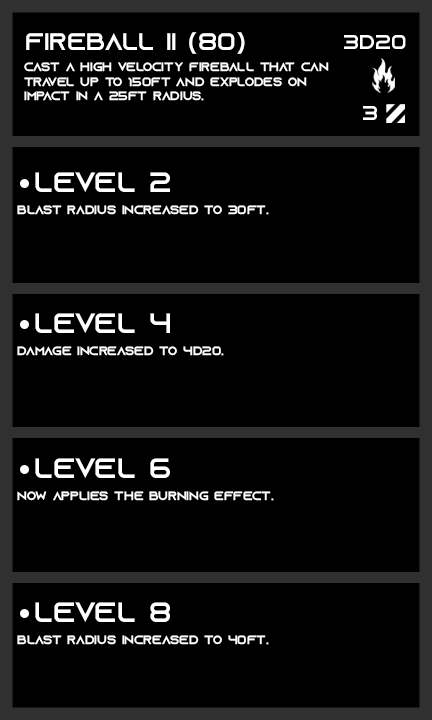 FIREBALL II (80)
3D20
CAST A HIGH VELOCITY FIREBALL THAT CAN
TRAVEL UP TO 150FT AND EXPLODES ON
IMPACT IN A 25FT RADIUS.
3
•LEVEL 2
BLAST RADIUS INCREASED TO 30FT.
•LEVEL 4
DAMAGE INCREASED TO 4D20.
•LEVEL 6
NOW APPLIES THE BURNING EFFECT.
•LEVEL 8
BLAST RADIUS INCREASED TO 40FT.